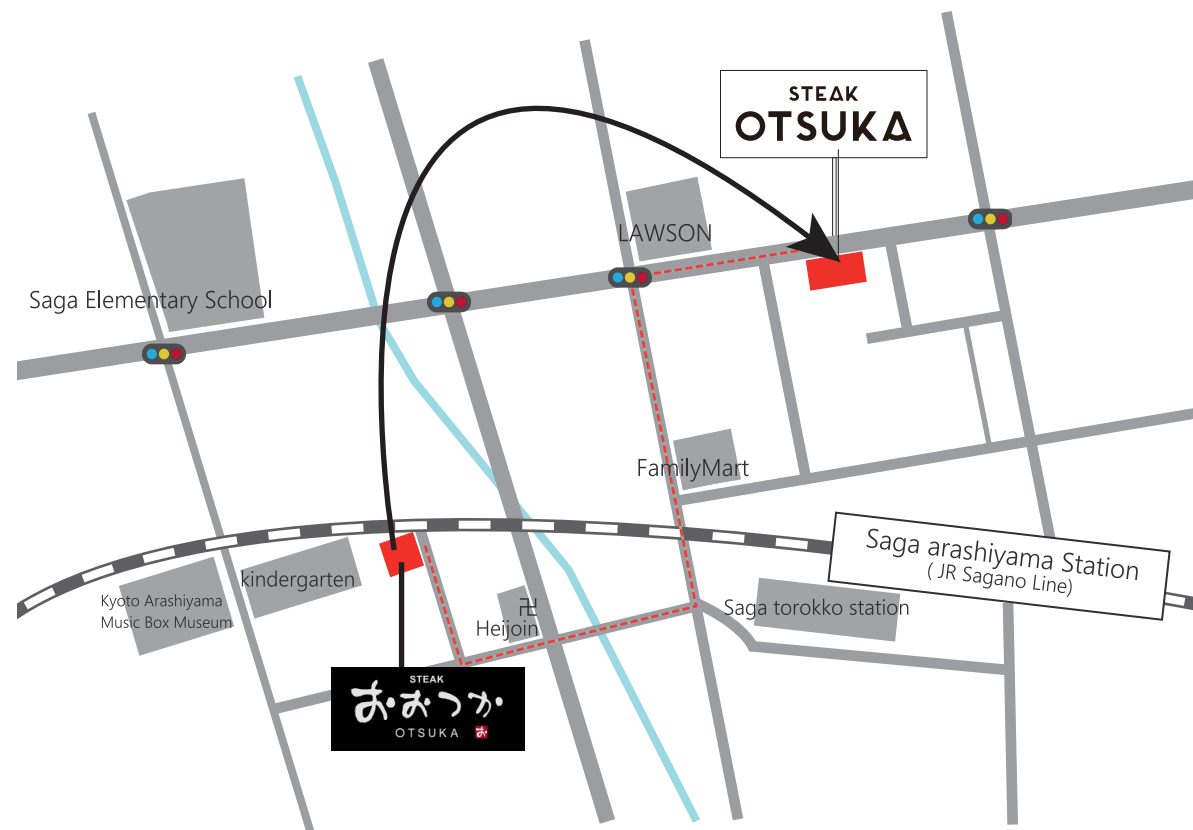 STEAK
OTSUKA
LAWSON
Saga Elementary School
FamilyMart
Saga arashiyama Station
( JR Sagano Line)
kindergarten
Kyoto Arashiyama
Music Box Museum
卍
Heijoin
Saga torokko station
STEAK
おおつか
OTSUKA お